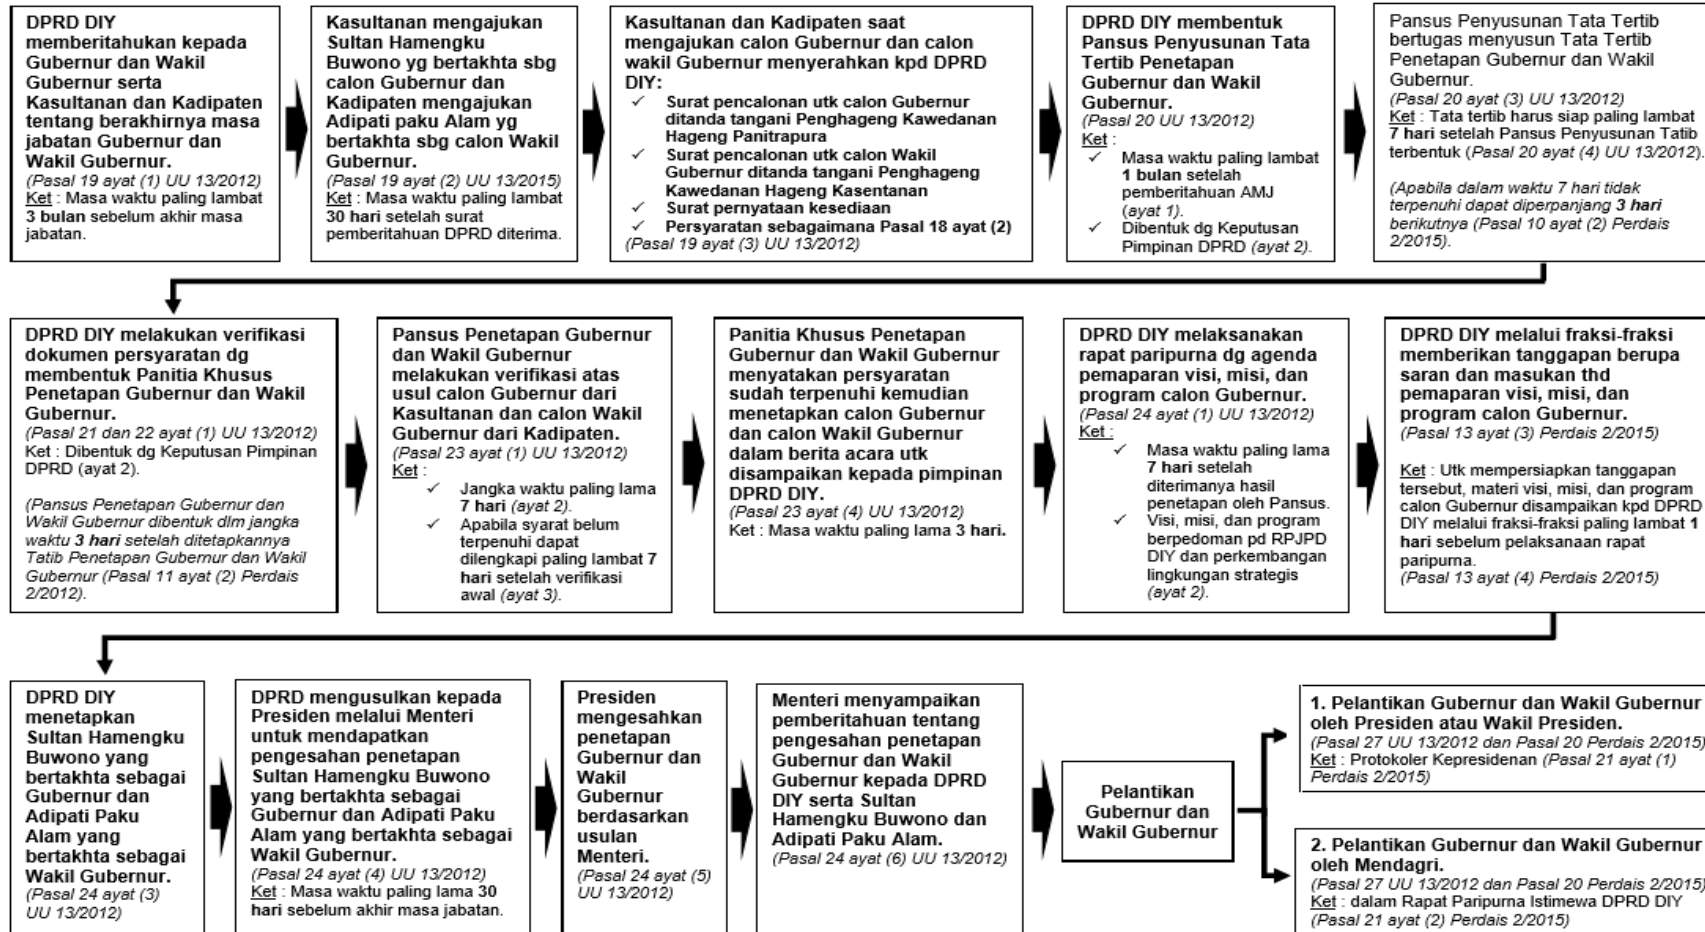 DPRD DIY
memberitahukan kepada
Gubernur dan Wakil
Gubernur serta
Kasultanan dan Kadipaten
tentang berakhirnya masa
jabatan Gubernur dan
Wakil Gubernur.
(Pasal 19 ayat (1) UU 13/2012)
Ket : Masa waktu paling lambat
3 bulan sebelum akhir masa
jabatan.
Kasultanan mengajukan
Sultan Hamengku
Buwono yg bertakhta sbg
calon Gubernur dan
Kadipaten mengajukan
Adipati paku Alam yg
bertakhta sbg calon Wakil
Gubernur.
(Pasal 19 ayat (2) UU 13/2015)
Ket : Masa waktu paling lambat
30 hari setelah surat
pemberitahuan DPRD diterima.
Kasultanan dan Kadipaten saat
mengajukan calon Gubernur dan calon
wakil Gubernur menyerahkan kpd DPRD
DIY:
✓ Surat pencalonan utk calon Gubernur
ditanda tangani Penghageng Kawedanan
Hageng Panitrapura
✓ Surat pencalonan utk calon Wakil
Gubernur ditanda tangani Penghageng
Kawedanan Hageng Kasentanan
✓ Surat pernyataan kesediaan
✓ Persyaratan sebagaimana Pasal 18 ayat (2)
(Pasal 19 ayat (3) UU 13/2012)
DPRD DIY membentuk
Pansus Penyusunan Tata
Tertib Penetapan
Gubernur dan Wakil
Gubernur.
(Pasal 20 UU 13/2012)
Ket :
✓ Masa waktu paling lambat
1 bulan setelah
pemberitahuan AMJ
(ayat 1).
✓ Dibentuk dg Keputusan
Pimpinan DPRD (ayat 2).
Pansus Penyusunan Tata Tertib
bertugas menyusun Tata Tertib
Penetapan Gubernur dan Wakil
Gubernur.
(Pasal 20 ayat (3) UU 13/2012)
Ket : Tata tertib harus siap paling lambat
7 hari setelah Pansus Penyusunan Tatib
terbentuk (Pasal 20 ayat (4) UU 13/2012).
(Apabila dalam waktu 7 hari tidak
terpenuhi dapat diperpanjang 3 hari
berikutnya (Pasal 10 ayat (2) Perdais
2/2015).
DPRD DIY melakukan verifikasi
dokumen persyaratan dg
membentuk Panitia Khusus
Penetapan Gubernur dan Wakil
Gubernur.
(Pasal 21 dan 22 ayat (1) UU 13/2012)
Ket : Dibentuk dg Keputusan Pimpinan
DPRD (ayat 2).
(Pansus Penetapan Gubernur dan
Wakil Gubernur dibentuk dlm jangka
waktu 3 hari setelah ditetapkannya
Tatib Penetapan Gubernur dan Wakil
Gubernur (Pasal 11 ayat (2) Perdais
2/2012).
Pansus Penetapan Gubernur
dan Wakil Gubernur
melakukan verifikasi atas
usul calon Gubernur dari
Kasultanan dan calon Wakil
Gubernur dari Kadipaten.
(Pasal 23 ayat (1) UU 13/2012)
Ket :
✓ Jangka waktu paling lama
7 hari (ayat 2).
✓ Apabila syarat belum
terpenuhi dapat
dilengkapi paling lambat 7
hari setelah verifikasi
awal (ayat 3).
Panitia Khusus Penetapan
Gubernur dan Wakil Gubernur
menyatakan persyaratan
sudah terpenuhi kemudian
menetapkan calon Gubernur
dan calon Wakil Gubernur
dalam berita acara utk
disampaikan kepada pimpinan
DPRD DIY.
(Pasal 23 ayat (4) UU 13/2012)
Ket : Masa waktu paling lama 3 hari.
DPRD DIY melaksanakan
rapat paripurna dg agenda
pemaparan visi, misi, dan
program calon Gubernur.
(Pasal 24 ayat (1) UU 13/2012)
Ket :
✓ Masa waktu paling lama
7 hari setelah
diterimanya hasil
penetapan oleh Pansus.
✓ Visi, misi, dan program
berpedoman pd RPJPD
DIY dan perkembangan
lingkungan strategis
(ayat 2).
DPRD DIY melalui fraksi-fraksi
memberikan tanggapan berupa
saran dan masukan thd
pemaparan visi, misi, dan
program calon Gubernur.
(Pasal 13 ayat (3) Perdais 2/2015)
Ket : Utk mempersiapkan tanggapan
tersebut, materi visi, misi, dan program
calon Gubernur disampaikan kpd DPRD
DIY melalui fraksi-fraksi paling lambat 1
hari sebelum pelaksanaan rapat
paripurna.
(Pasal 13 ayat (4) Perdais 2/2015)
DPRD DIY
menetapkan
Sultan Hamengku
Buwono yang
bertakhta sebagai
Gubernur dan
Adipati Paku
Alam yang
bertakhta sebagai
Wakil Gubernur.
(Pasal 24 ayat (3)
UU 13/2012)
DPRD mengusulkan kepada
Presiden melalui Menteri
untuk mendapatkan
pengesahan penetapan
Sultan Hamengku Buwono
yang bertakhta sebagai
Gubernur dan Adipati Paku
Alam yang bertakhta sebagai
Wakil Gubernur.
(Pasal 24 ayat (4) UU 13/2012)
Ket : Masa waktu paling lama 30
hari sebelum akhir masa jabatan.
Presiden
mengesahkan
penetapan
Gubernur dan
Wakil
Gubernur
berdasarkan
usulan
Menteri.
(Pasal 24 ayat (5)
UU 13/2012)
Menteri menyampaikan
pemberitahuan tentang
pengesahan penetapan
Gubernur dan Wakil
Gubernur kepada DPRD
DIY serta Sultan
Hamengku Buwono dan
Adipati Paku Alam.
(Pasal 24 ayat (6) UU 13/2012)
Pelantikan
Gubernur dan
Wakil Gubernur
1. Pelantikan Gubernur dan Wakil Gubernur
oleh Presiden atau Wakil Presiden.
(Pasal 27 UU 13/2012 dan Pasal 20 Perdais 2/2015)
Ket : Protokoler Kepresidenan (Pasal 21 ayat (1)
Perdais 2/2015)
2. Pelantikan Gubernur dan Wakil Gubernur
oleh Mendagri.
(Pasal 27 UU 13/2012 dan Pasal 20 Perdais 2/2015)
Ket : dalam Rapat Paripurna Istimewa DPRD DIY
(Pasal 21 ayat (2) Perdais 2/2015)